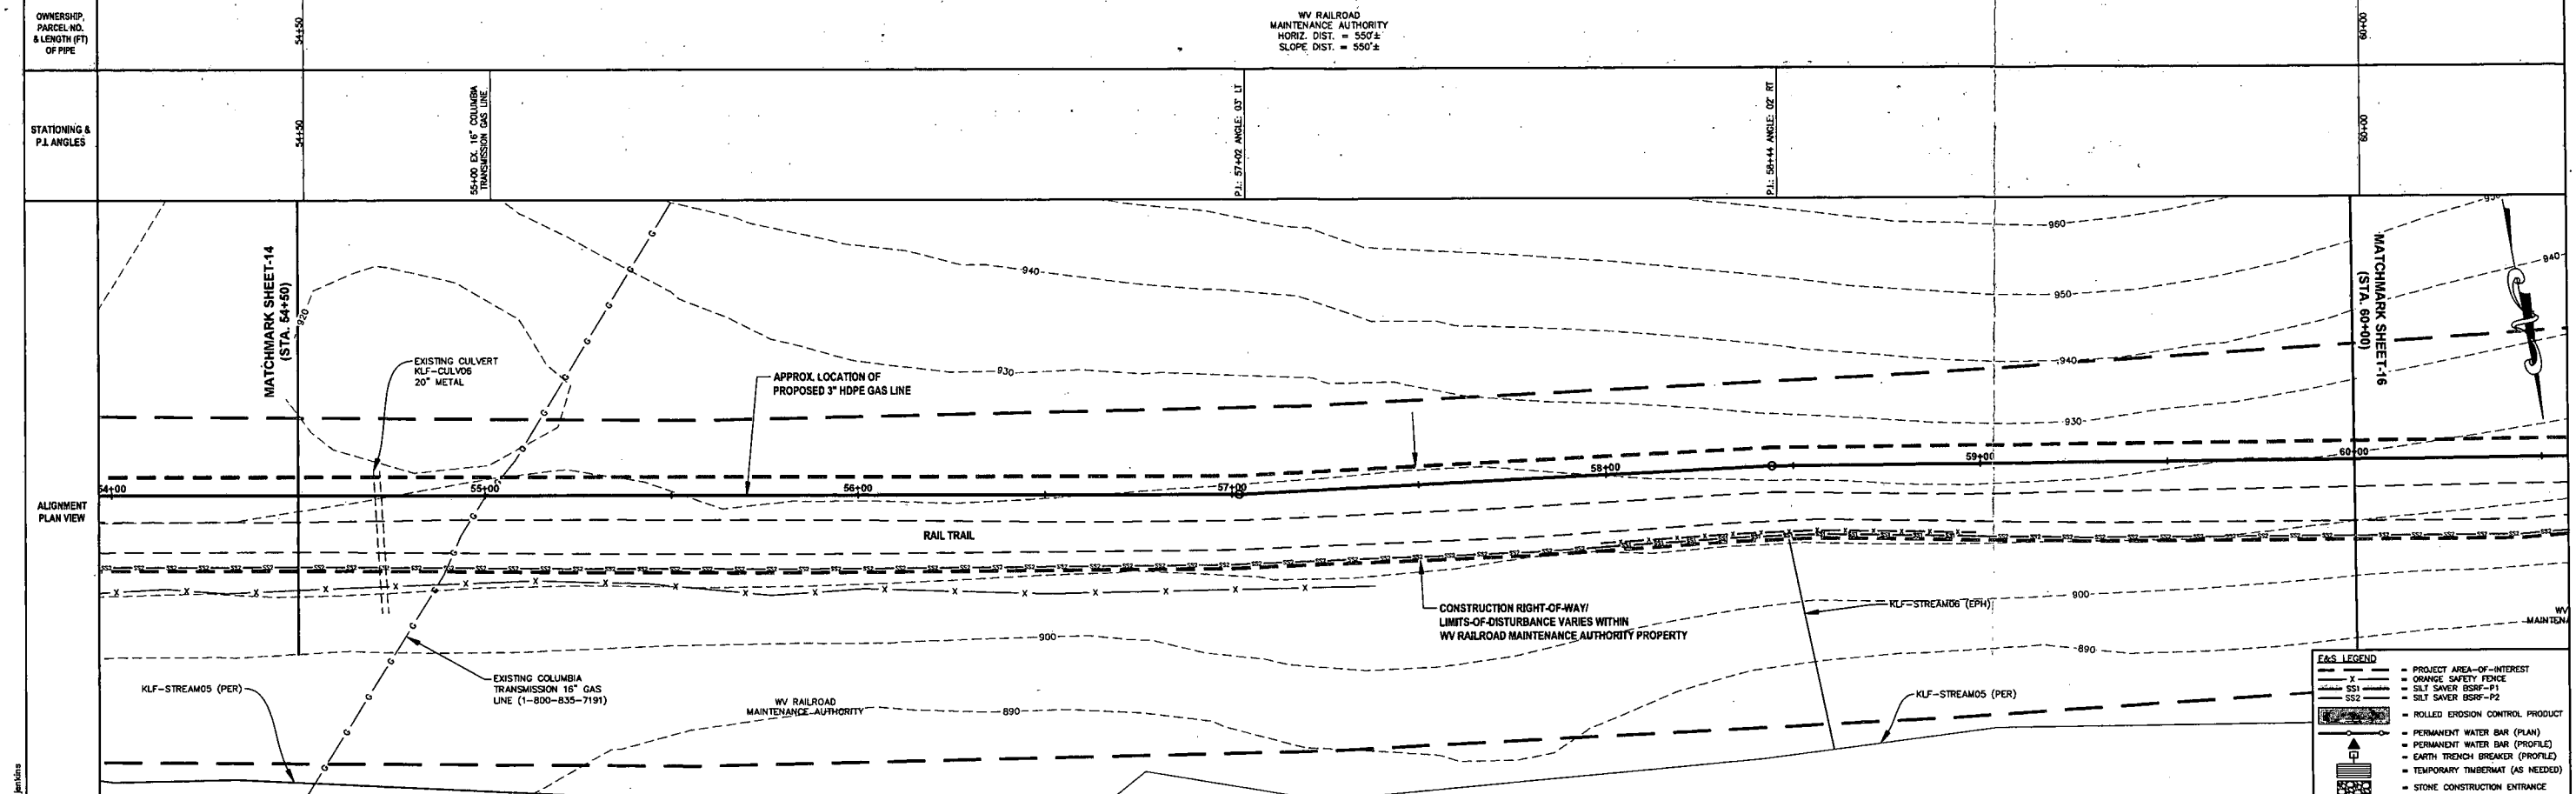 OWNERSHIP,
PARCEL NO.
& LENGTH (FT)
OF PIPE
54+50
WV RAILROAD
MAINTENANCE AUTHORITY
HORIZ. DIST. = 550'±
SLOPE DIST. = 550'±
60+00
STATIONING &
P.I. ANGLES
54+50
55+00 EX. 16" COLUMBIA
TRANSMISSION GAS LINE
P.I.: 57+02 ANGLE: 03° LT
P.I.: 58+44 ANGLE: 02° RT
60+00
ALIGNMENT
PLAN VIEW
MATCHMARK SHEET-14
(STA. 54+50)
920
EXISTING CULVERT
KLF-CULV06
20" METAL
APPROX. LOCATION OF
PROPOSED 3" HDPE GAS LINE
940
930
960
950
940
930
950
940
MATCHMARK SHEET-16
(STA. 60+00)
54+00
55+00
56+00
57+00
58+00
59+00
60+00
RAIL TRAIL
CONSTRUCTION RIGHT-OF-WAY/
LIMITS-OF-DISTURBANCE VARIES WITHIN
WV RAILROAD MAINTENANCE AUTHORITY PROPERTY
KLF-STREAM06 (EPH)
900
900
890
890
WV
MAINTENA
KLF-STREAM05 (PER)
EXISTING COLUMBIA
TRANSMISSION 16" GAS
LINE (1-800-835-7191)
WV RAILROAD
MAINTENANCE AUTHORITY
KLF-STREAM05 (PER)
E&S LEGEND
= PROJECT AREA-OF-INTEREST
X = ORANGE SAFETY FENCE
SS1 = SILT SAVER BSRF-P1
SS2 = SILT SAVER BSRF-P2
= ROLLED EROSION CONTROL PRODUCT
= PERMANENT WATER BAR (PLAN)
= PERMANENT WATER BAR (PROFILE)
= EARTH TRENCH BREAKER (PROFILE)
= TEMPORARY TIMBERMAT (AS NEEDED)
= STONE CONSTRUCTION ENTRANCE
jenkins